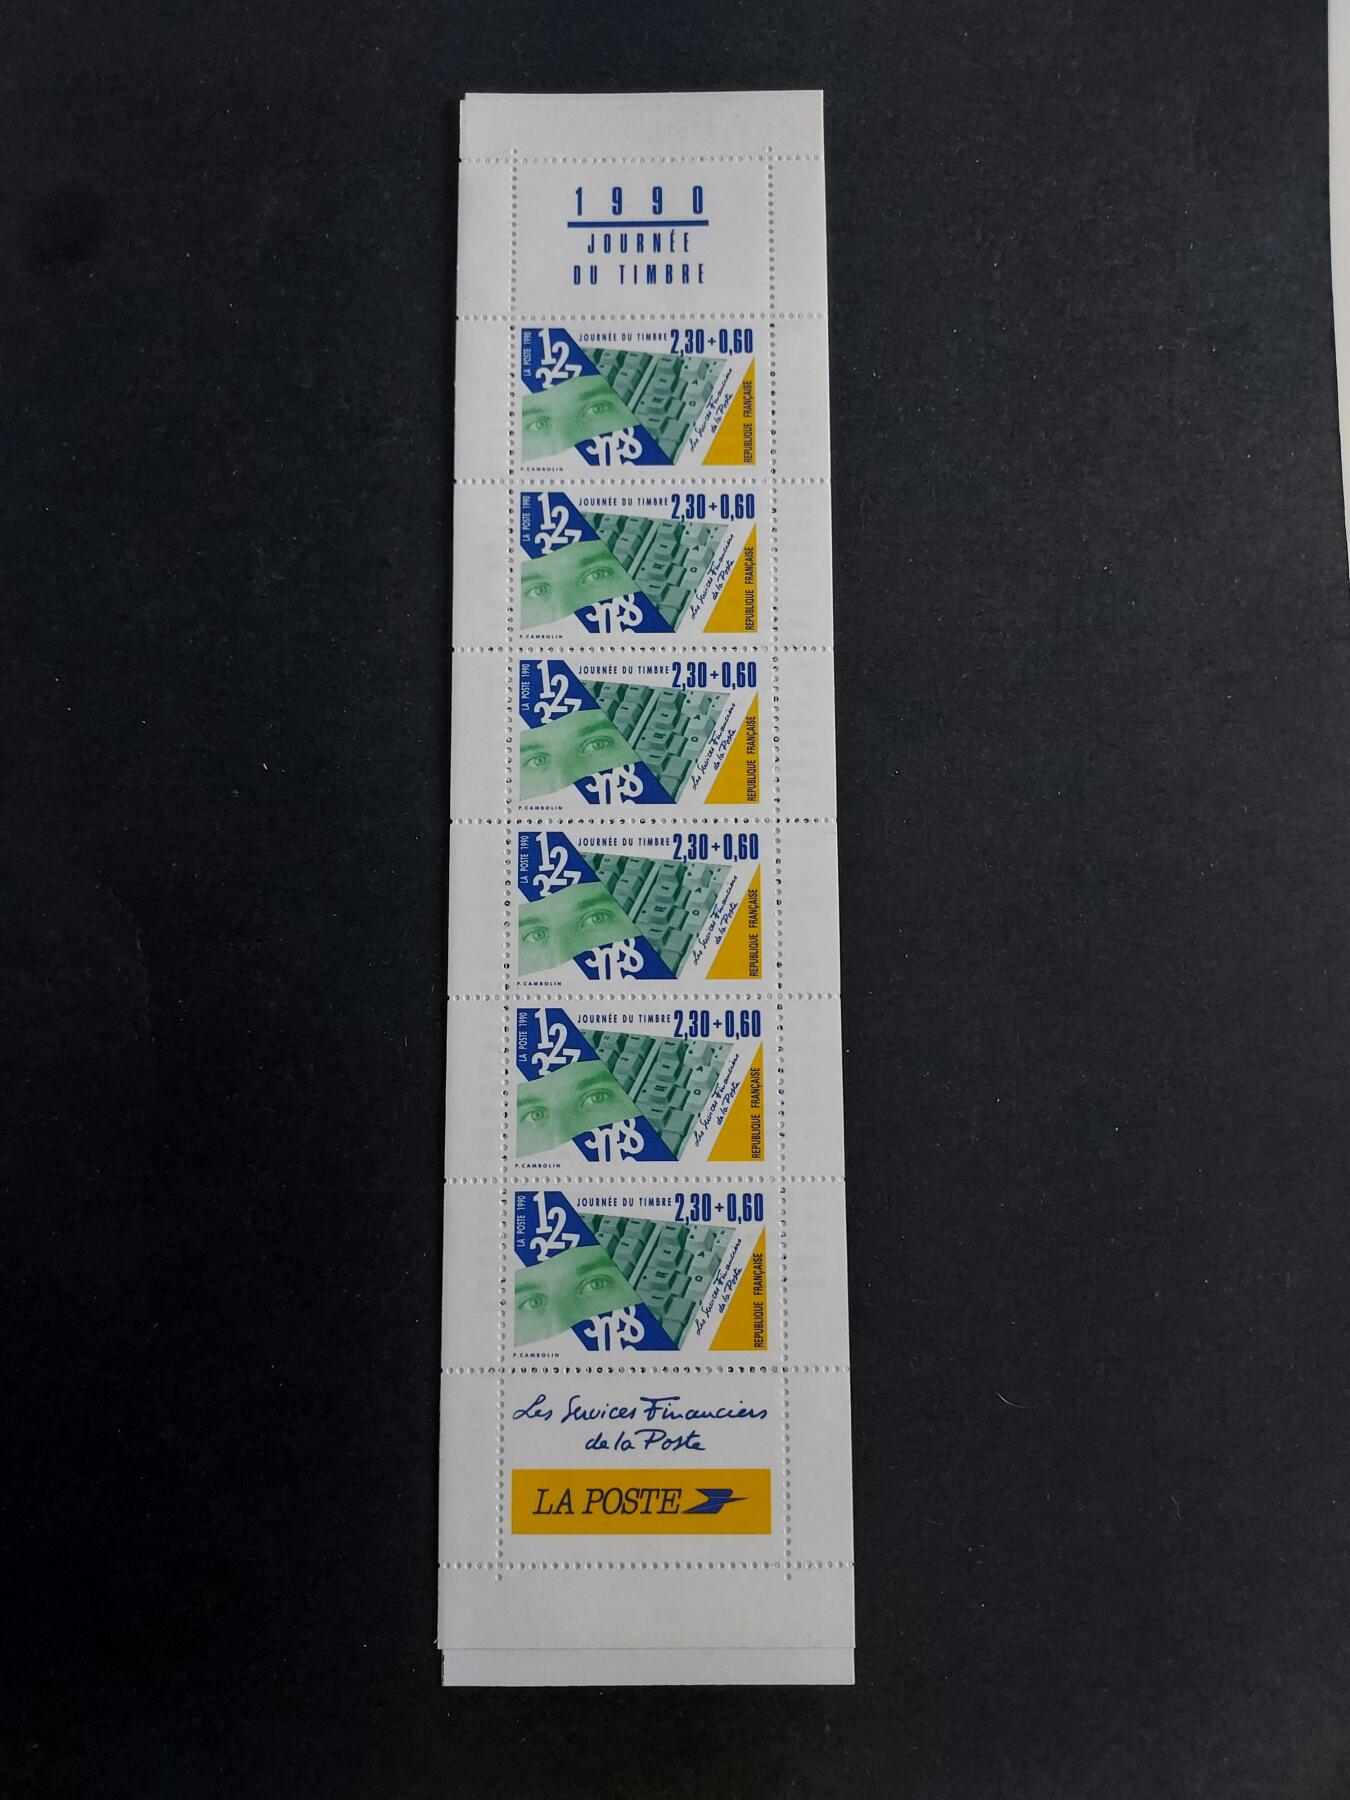 1990
JOURNÉE
DU TIMBRE
LA POSTE 1990
JOURNÉE DU TIMBRE 2,30+0,60
Les Services Financiers
de la Poste
REPUBLIQUE FRANÇAISE
P. CAMBOLIN
LA POSTE 1990
JOURNÉE DU TIMBRE 2,30+0,60
Les Services Financiers
de la Poste
REPUBLIQUE FRANÇAISE
P. CAMBOLIN
LA POSTE 1990
JOURNÉE DU TIMBRE 2,30+0,60
Les Services Financiers
de la Poste
REPUBLIQUE FRANÇAISE
P. CAMBOLIN
LA POSTE 1990
JOURNÉE DU TIMBRE 2,30+0,60
Les Services Financiers
de la Poste
REPUBLIQUE FRANÇAISE
P. CAMBOLIN
LA POSTE 1990
JOURNÉE DU TIMBRE 2,30+0,60
Les Services Financiers
de la Poste
REPUBLIQUE FRANÇAISE
P. CAMBOLIN
LA POSTE 1990
JOURNÉE DU TIMBRE 2,30+0,60
Les Services Financiers
de la Poste
REPUBLIQUE FRANÇAISE
P. CAMBOLIN
Les Services Financiers
de la Poste
LA POSTE